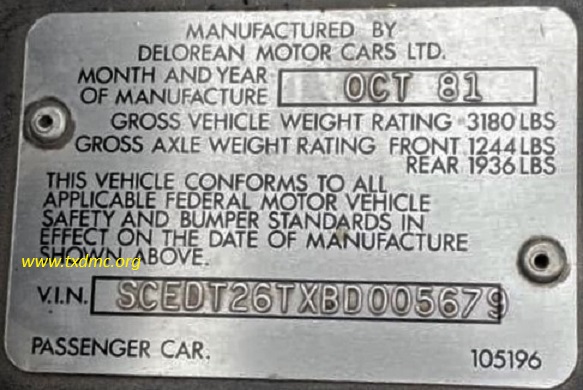 MANUFACTURED BY
DELOREAN MOTOR CARS LTD.
MONTH AND YEAR
OF MANUFACTURE OCT 81
GROSS VEHICLE WEIGHT RATING 3180 LBS
GROSS AXLE WEIGHT RATING FRONT 1244 LBS
REAR 1936 LBS
THIS VEHICLE CONFORMS TO ALL
APPLICABLE FEDERAL MOTOR VEHICLE
SAFETY AND BUMPER STANDARDS IN
EFFECT ON THE DATE OF MANUFACTURE
SHOWN ABOVE.
www.txdmc.org
V.I.N. SCEDT26TXBD005679
PASSENGER CAR. 105196